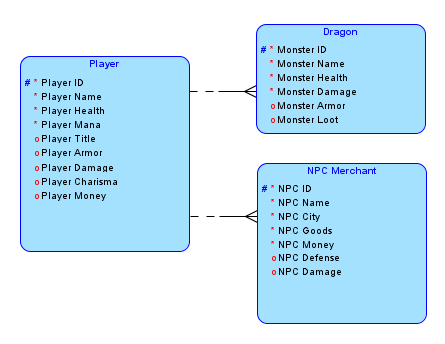 Player
# * Player ID
* Player Name
* Player Health
* Player Mana
o Player Title
o Player Armor
o Player Damage
o Player Charisma
o Player Money
Dragon
# * Monster ID
* Monster Name
* Monster Health
* Monster Damage
o Monster Armor
o Monster Loot
NPC Merchant
# * NPC ID
* NPC Name
* NPC City
* NPC Goods
* NPC Money
o NPC Defense
o NPC Damage